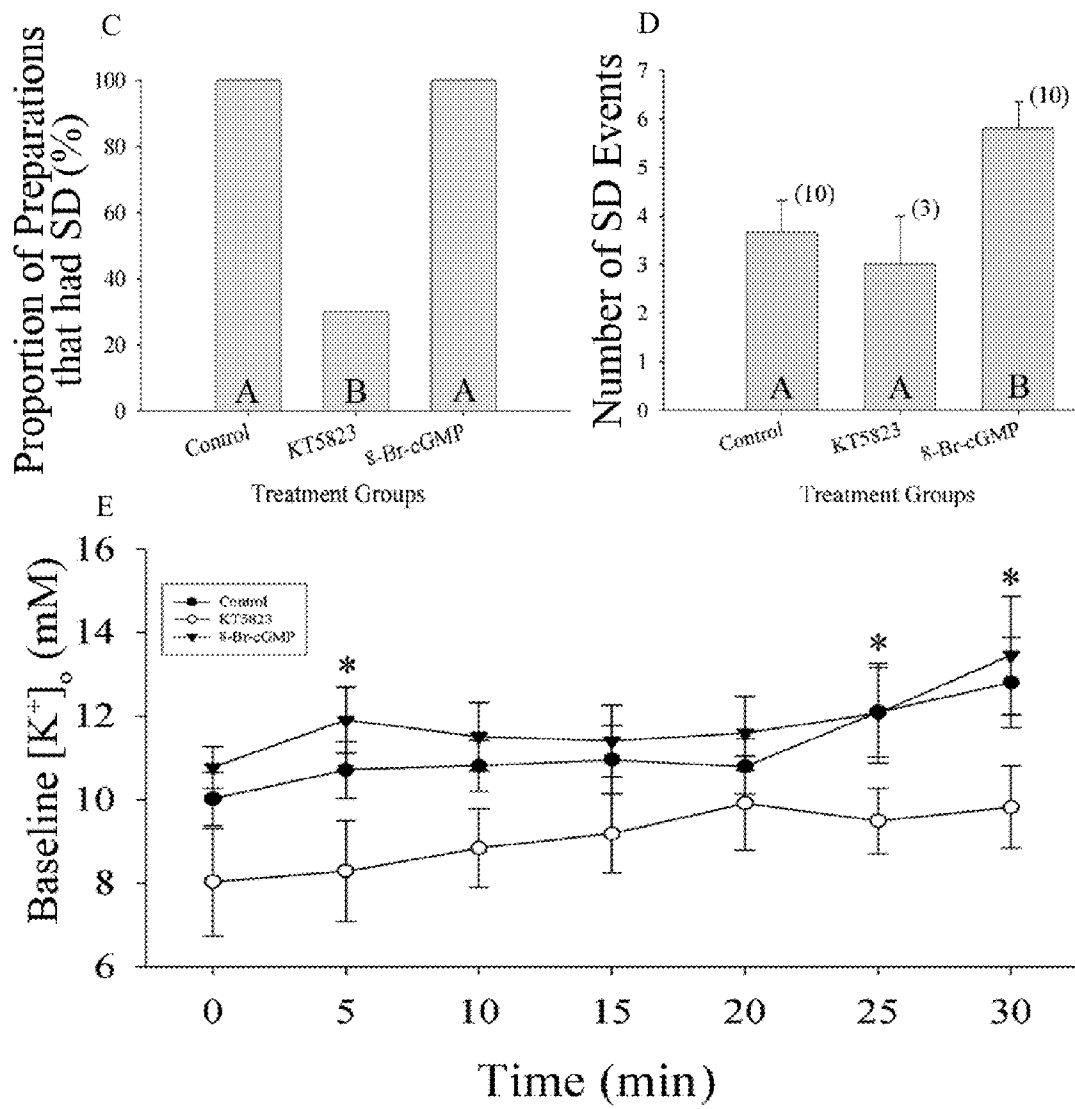 C
Proportion of Preparations
that had SD (%)
100
80
60
40
20
0
A
B
A
Control
KT5823
8-Br-cGMP
Treatment Groups
D
Number of SD Events
7
6
5
4
3
2
1
0
(10)
(3)
(10)
A
A
B
Control
KT5823
8-Br-cGMP
Treatment Groups
E
Baseline [K⁺]ₒ (mM)
16
14
12
10
8
6
Control
KT5823
8-Br-cGMP
*
*
*
0
5
10
15
20
25
30
Time (min)